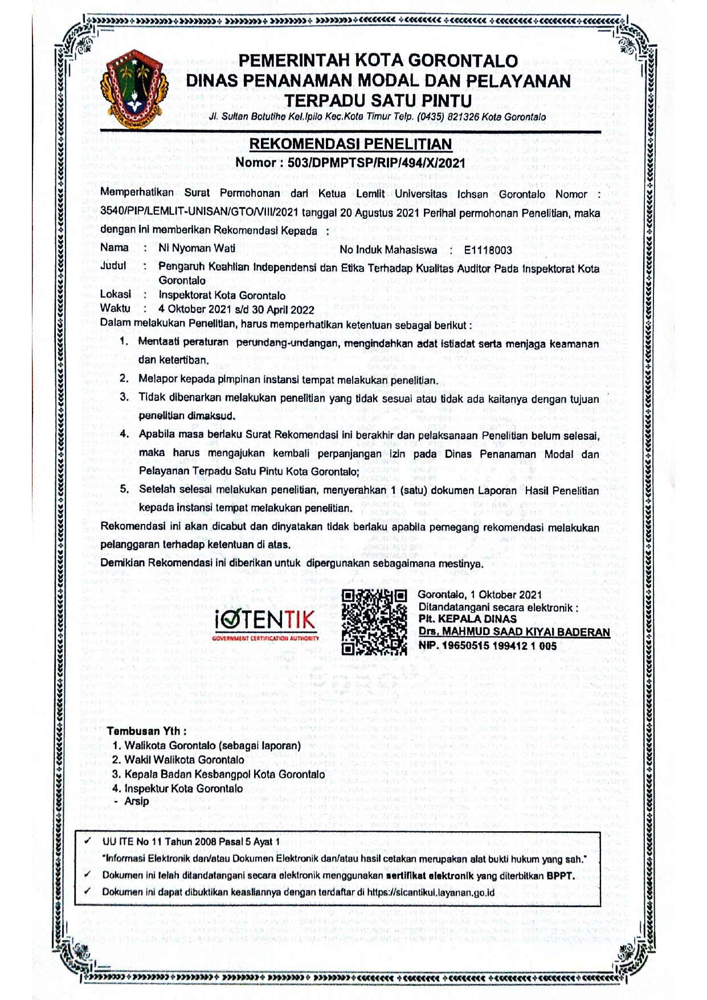 PEMERINTAH KOTA GORONTALO
DINAS PENANAMAN MODAL DAN PELAYANAN
TERPADU SATU PINTU
Jl. Sultan Botutihe Kel.Ipilo Kec.Kota Timur Telp. (0435) 821326 Kota Gorontalo
KOTA GORONTALO
REKOMENDASI PENELITIAN
Nomor : 503/DPMPTSP/RIP/494/X/2021
Memperhatikan Surat Permohonan dari Ketua Lemlit Universitas Ichsan Gorontalo Nomor :
3540/PIP/LEMLIT-UNISAN/GTO/VIII/2021 tanggal 20 Agustus 2021 Perihal permohonan Penelitian, maka
dengan ini memberikan Rekomendasi Kepada :
Nama : Ni Nyoman Wati No Induk Mahasiswa : E1118003
Judul : Pengaruh Keahlian Independensi dan Etika Terhadap Kualitas Auditor Pada Inspektorat Kota
Gorontalo
Lokasi : Inspektorat Kota Gorontalo
Waktu : 4 Oktober 2021 s/d 30 April 2022
Dalam melakukan Penelitian, harus memperhatikan ketentuan sebagai berikut :
1. Mentaati peraturan perundang-undangan, mengindahkan adat istiadat serta menjaga keamanan
dan ketertiban.
2. Melapor kepada pimpinan instansi tempat melakukan penelitian.
3. Tidak dibenarkan melakukan penelitian yang tidak sesuai atau tidak ada kaitanya dengan tujuan
penelitian dimaksud.
4. Apabila masa berlaku Surat Rekomendasi ini berakhir dan pelaksanaan Penelitian belum selesai,
maka harus mengajukan kembali perpanjangan izin pada Dinas Penanaman Modal dan
Pelayanan Terpadu Satu Pintu Kota Gorontalo;
5. Setelah selesai melakukan penelitian, menyerahkan 1 (satu) dokumen Laporan Hasil Penelitian
kepada instansi tempat melakukan penelitian.
Rekomendasi ini akan dicabut dan dinyatakan tidak berlaku apabila pemegang rekomendasi melakukan
pelanggaran terhadap ketentuan di atas.
Demikian Rekomendasi ini diberikan untuk dipergunakan sebagaimana mestinya.
Gorontalo, 1 Oktober 2021
Ditandatangani secara elektronik :
Plt. KEPALA DINAS
Drs. MAHMUD SAAD KIYAI BADERAN
NIP. 19650515 199412 1 005
iOTENTIK
GOVERNMENT CERTIFICATION AUTHORITY
Tembusan Yth :
1. Walikota Gorontalo (sebagai laporan)
2. Wakil Walikota Gorontalo
3. Kepala Badan Kesbangpol Kota Gorontalo
4. Inspektur Kota Gorontalo
- Arsip
✓ UU ITE No 11 Tahun 2008 Pasal 5 Ayat 1
"Informasi Elektronik dan/atau Dokumen Elektronik dan/atau hasil cetakan merupakan alat bukti hukum yang sah."
✓ Dokumen ini telah ditandatangani secara elektronik menggunakan sertifikat elektronik yang diterbitkan BPPT.
✓ Dokumen ini dapat dibuktikan keasliannya dengan terdaftar di https://sicantikui.layanan.go.id